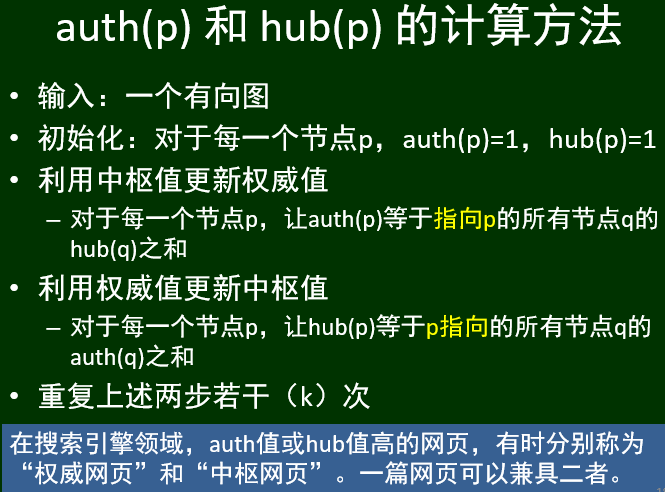 auth(p) 和 hub(p) 的计算方法
• 输入：一个有向图
• 初始化：对于每一个节点p，auth(p)=1，hub(p)=1
• 利用中枢值更新权威值
– 对于每一个节点p，让auth(p)等于指向p的所有节点q的
hub(q)之和
• 利用权威值更新中枢值
– 对于每一个节点p，让hub(p)等于p指向的所有节点q的
auth(q)之和
• 重复上述两步若干（k）次
在搜索引擎领域，auth值或hub值高的网页，有时分别称为
“权威网页”和“中枢网页”。一篇网页可以兼具二者。